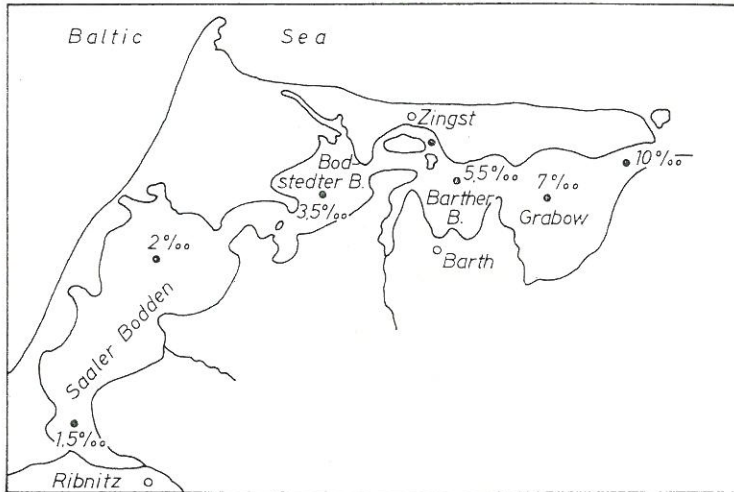 Baltic Sea
Zingst
Bod-
stedter B.
3,5‰
5,5‰
Barther
B.
7‰
Grabow
10‰
2‰
Barth
Saaler Bodden
1,5‰
Ribnitz